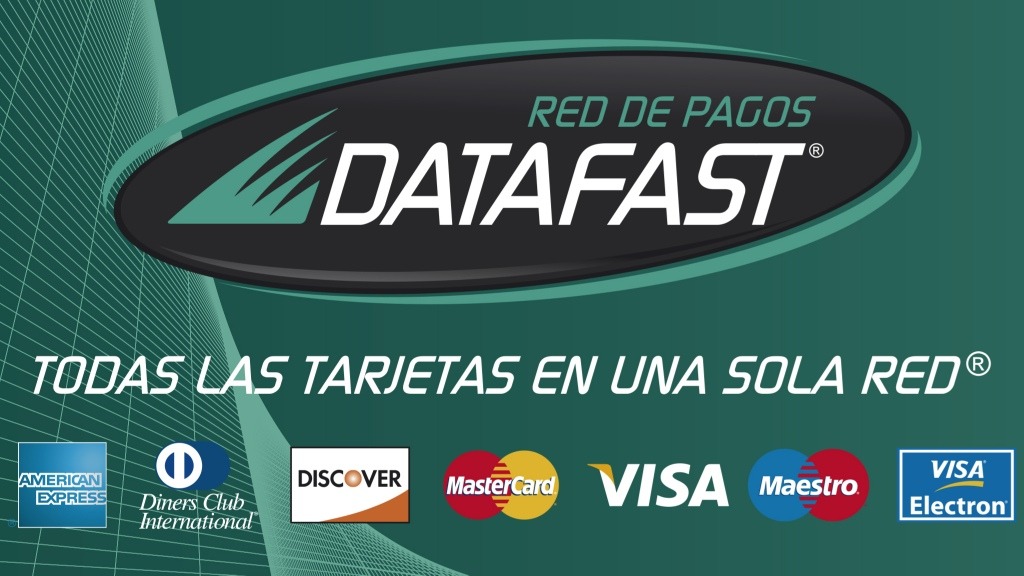 RED DE PAGOS
DATAFAST®
TODAS LAS TARJETAS EN UNA SOLA RED®
AMERICAN
EXPRESS
Diners Club
International
DISCOVER
MasterCard
VISA
Maestro
VISA
Electron